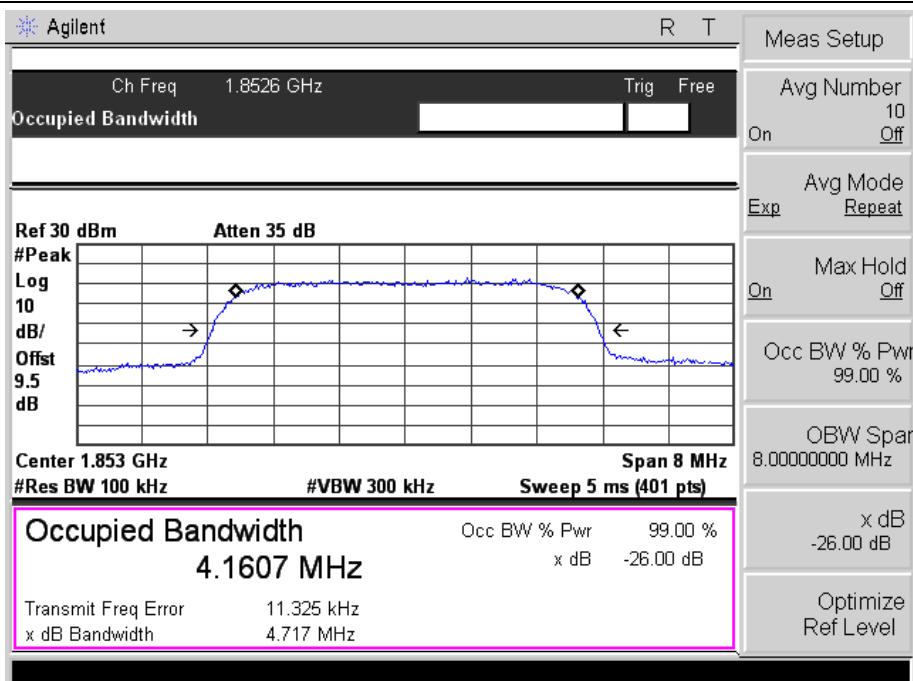 Agilent R T
Ch Freq 1.8526 GHz Trig Free
Occupied Bandwidth
Ref 30 dBm Atten 35 dB
#Peak
Log
10
dB/
Offst
9.5
dB
Center 1.853 GHz Span 8 MHz
#Res BW 100 kHz #VBW 300 kHz Sweep 5 ms (401 pts)
Occupied Bandwidth Occ BW % Pwr 99.00 %
4.1607 MHz x dB -26.00 dB
Transmit Freq Error 11.325 kHz
x dB Bandwidth 4.717 MHz
Meas Setup
Avg Number
10
On Off
Avg Mode
Exp Repeat
Max Hold
On Off
Occ BW % Pwr
99.00 %
OBW Span
8.00000000 MHz
x dB
-26.00 dB
Optimize
Ref Level